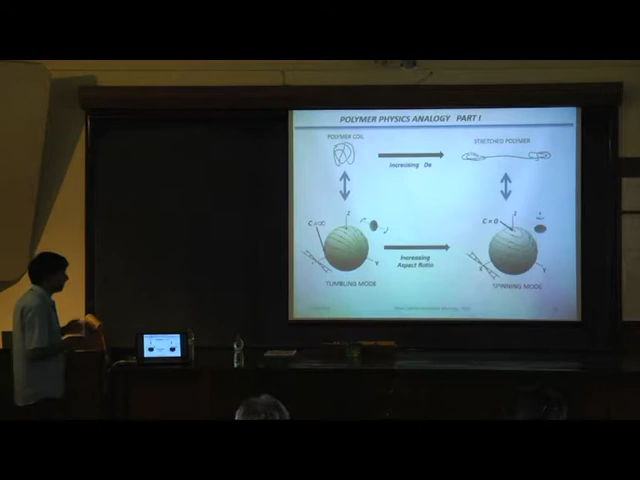 POLYMER PHYSICS ANALOGY PART I
POLYMER COIL
STRETCHED POLYMER
Increasing De
Z
Z
C = ∞
C = 0
Y
X
Y
Increasing
Aspect Ratio
TUMBLING MODE
SPINNING MODE